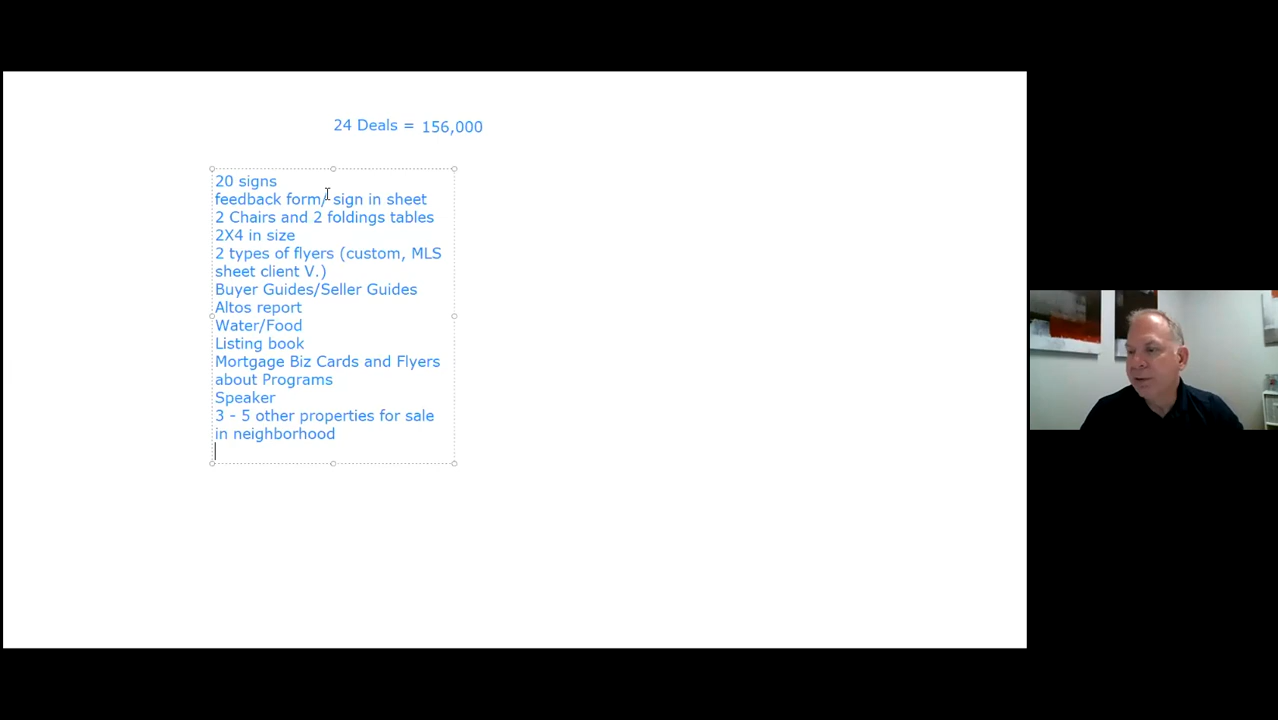 24 Deals = 156,000
20 signs
feedback form/ sign in sheet
2 Chairs and 2 foldings tables
2X4 in size
2 types of flyers (custom, MLS
sheet client V.)
Buyer Guides/Seller Guides
Altos report
Water/Food
Listing book
Mortgage Biz Cards and Flyers
about Programs
Speaker
3 - 5 other properties for sale
in neighborhood